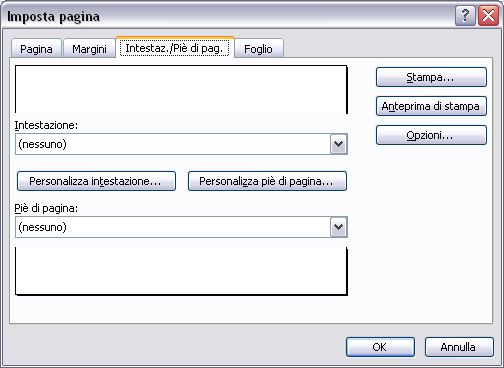 Imposta pagina
Pagina
Margini
Intestaz./Piè di pag.
Foglio
Stampa...
Anteprima di stampa
Opzioni...
Intestazione:
(nessuno)
Personalizza intestazione...
Personalizza piè di pagina...
Piè di pagina:
(nessuno)
OK
Annulla